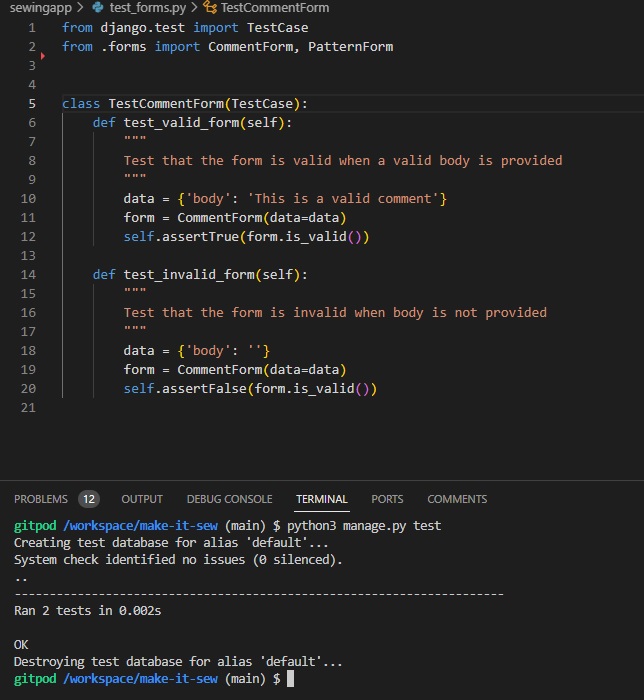 sewingapp > test_forms.py > TestCommentForm
1 from django.test import TestCase
2 from .forms import CommentForm, PatternForm
3
4
5 class TestCommentForm(TestCase):
6     def test_valid_form(self):
7         """
8         Test that the form is valid when a valid body is provided
9         """
10         data = {'body': 'This is a valid comment'}
11         form = CommentForm(data=data)
12         self.assertTrue(form.is_valid())
13
14     def test_invalid_form(self):
15         """
16         Test that the form is invalid when body is not provided
17         """
18         data = {'body': ''}
19         form = CommentForm(data=data)
20         self.assertFalse(form.is_valid())
21
PROBLEMS 12 OUTPUT DEBUG CONSOLE TERMINAL PORTS COMMENTS
gitpod /workspace/make-it-sew (main) $ python3 manage.py test
Creating test database for alias 'default'...
System check identified no issues (0 silenced).
..
----------------------------------------------------------------------
Ran 2 tests in 0.002s
OK
Destroying test database for alias 'default'...
gitpod /workspace/make-it-sew (main) $